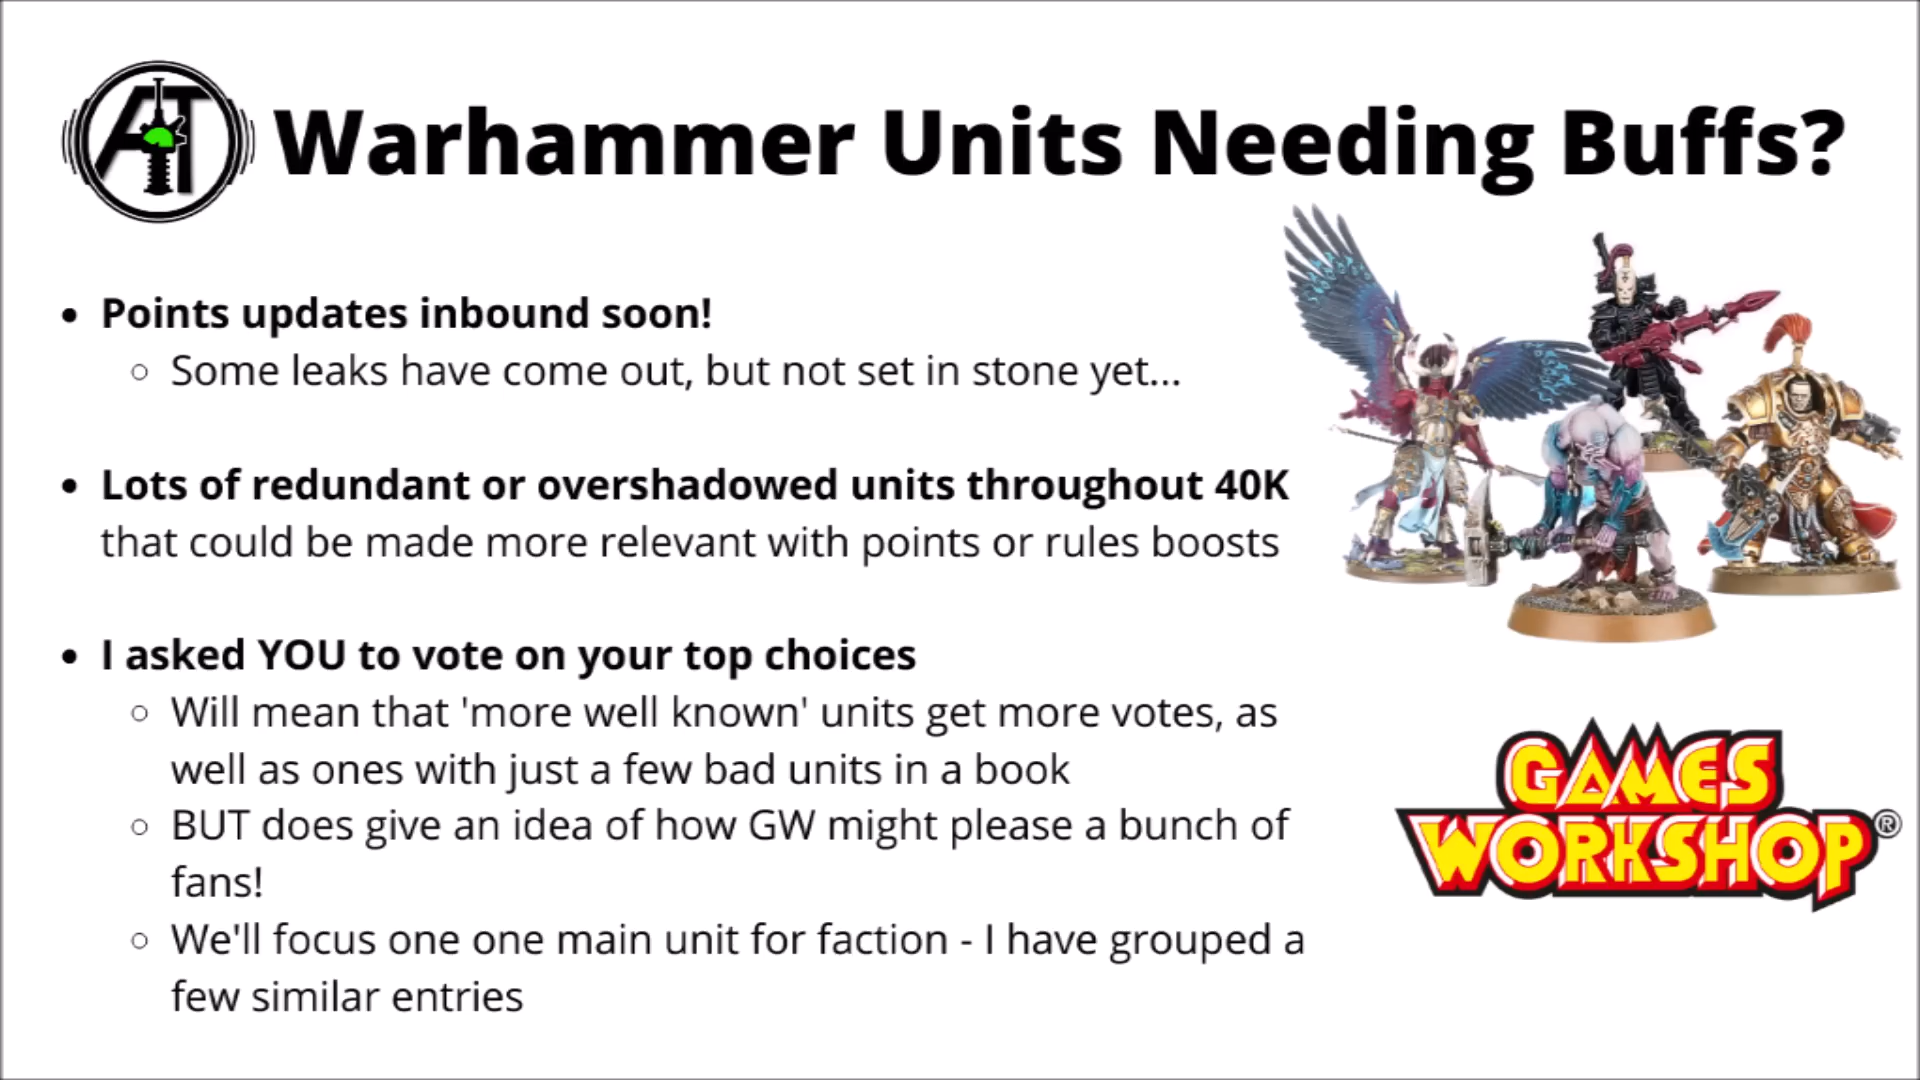 AT
Warhammer Units Needing Buffs?
• Points updates inbound soon!
○ Some leaks have come out, but not set in stone yet...
• Lots of redundant or overshadowed units throughout 40K
that could be made more relevant with points or rules boosts
• I asked YOU to vote on your top choices
○ Will mean that 'more well known' units get more votes, as
well as ones with just a few bad units in a book
○ BUT does give an idea of how GW might please a bunch of
fans!
○ We'll focus one one main unit for faction - I have grouped a
few similar entries
GAMES
WORKSHOP®